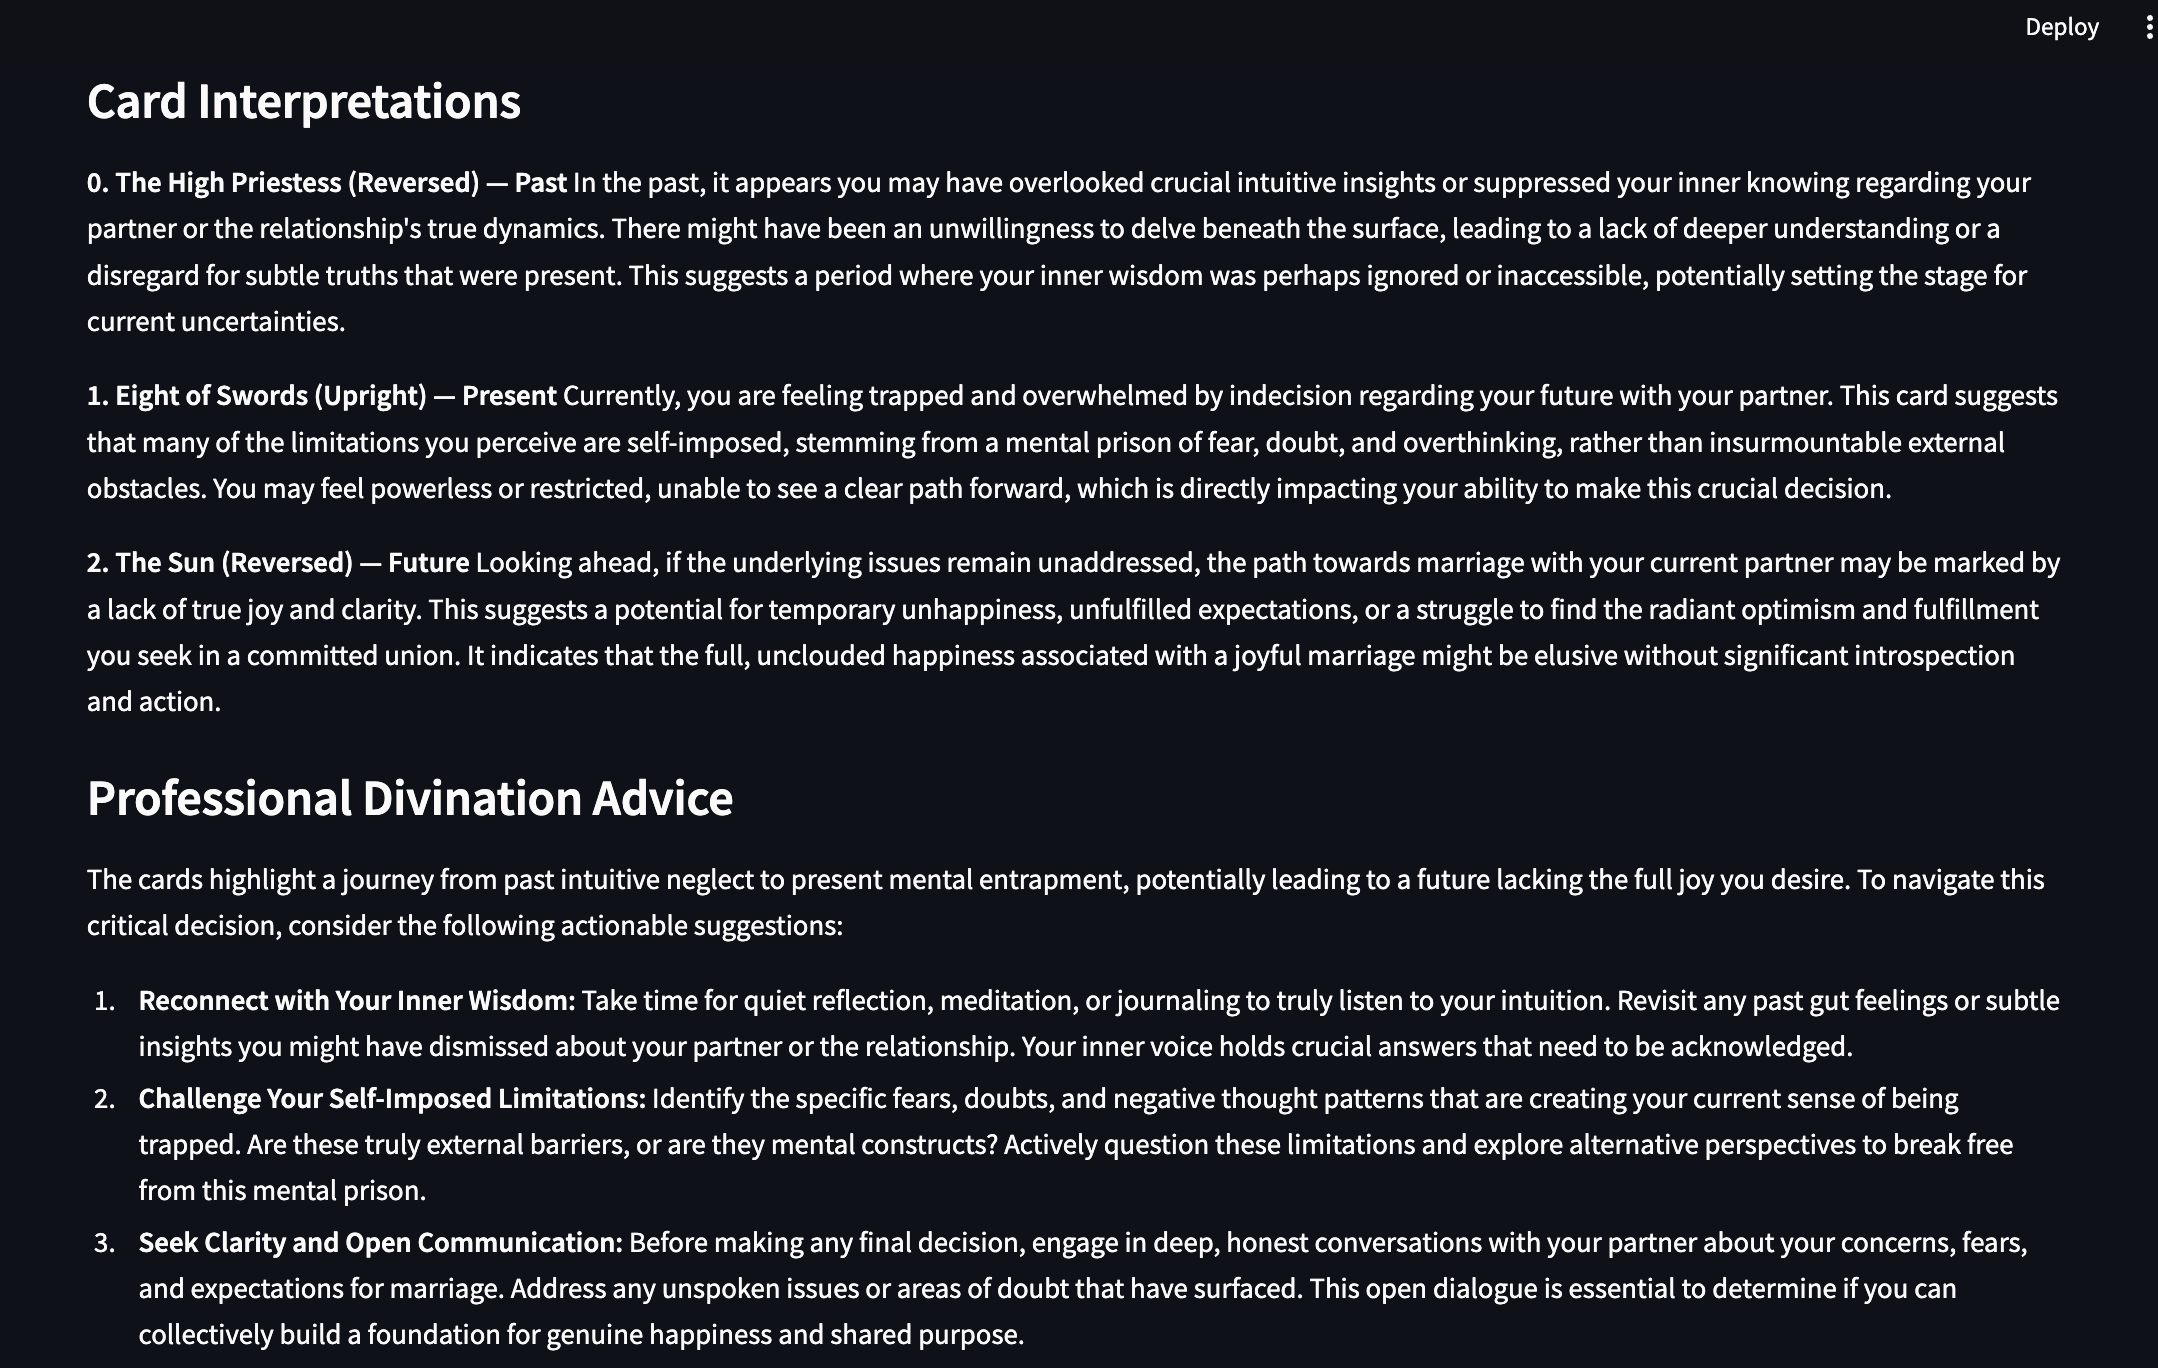 Deploy
Card Interpretations
0. The High Priestess (Reversed) — Past In the past, it appears you may have overlooked crucial intuitive insights or suppressed your inner knowing regarding your
partner or the relationship's true dynamics. There might have been an unwillingness to delve beneath the surface, leading to a lack of deeper understanding or a
disregard for subtle truths that were present. This suggests a period where your inner wisdom was perhaps ignored or inaccessible, potentially setting the stage for
current uncertainties.
1. Eight of Swords (Upright) — Present Currently, you are feeling trapped and overwhelmed by indecision regarding your future with your partner. This card suggests
that many of the limitations you perceive are self-imposed, stemming from a mental prison of fear, doubt, and overthinking, rather than insurmountable external
obstacles. You may feel powerless or restricted, unable to see a clear path forward, which is directly impacting your ability to make this crucial decision.
2. The Sun (Reversed) — Future Looking ahead, if the underlying issues remain unaddressed, the path towards marriage with your current partner may be marked by
a lack of true joy and clarity. This suggests a potential for temporary unhappiness, unfulfilled expectations, or a struggle to find the radiant optimism and fulfillment
you seek in a committed union. It indicates that the full, unclouded happiness associated with a joyful marriage might be elusive without significant introspection
and action.
Professional Divination Advice
The cards highlight a journey from past intuitive neglect to present mental entrapment, potentially leading to a future lacking the full joy you desire. To navigate this
critical decision, consider the following actionable suggestions:
1. Reconnect with Your Inner Wisdom: Take time for quiet reflection, meditation, or journaling to truly listen to your intuition. Revisit any past gut feelings or subtle
insights you might have dismissed about your partner or the relationship. Your inner voice holds crucial answers that need to be acknowledged.
2. Challenge Your Self-Imposed Limitations: Identify the specific fears, doubts, and negative thought patterns that are creating your current sense of being
trapped. Are these truly external barriers, or are they mental constructs? Actively question these limitations and explore alternative perspectives to break free
from this mental prison.
3. Seek Clarity and Open Communication: Before making any final decision, engage in deep, honest conversations with your partner about your concerns, fears,
and expectations for marriage. Address any unspoken issues or areas of doubt that have surfaced. This open dialogue is essential to determine if you can
collectively build a foundation for genuine happiness and shared purpose.